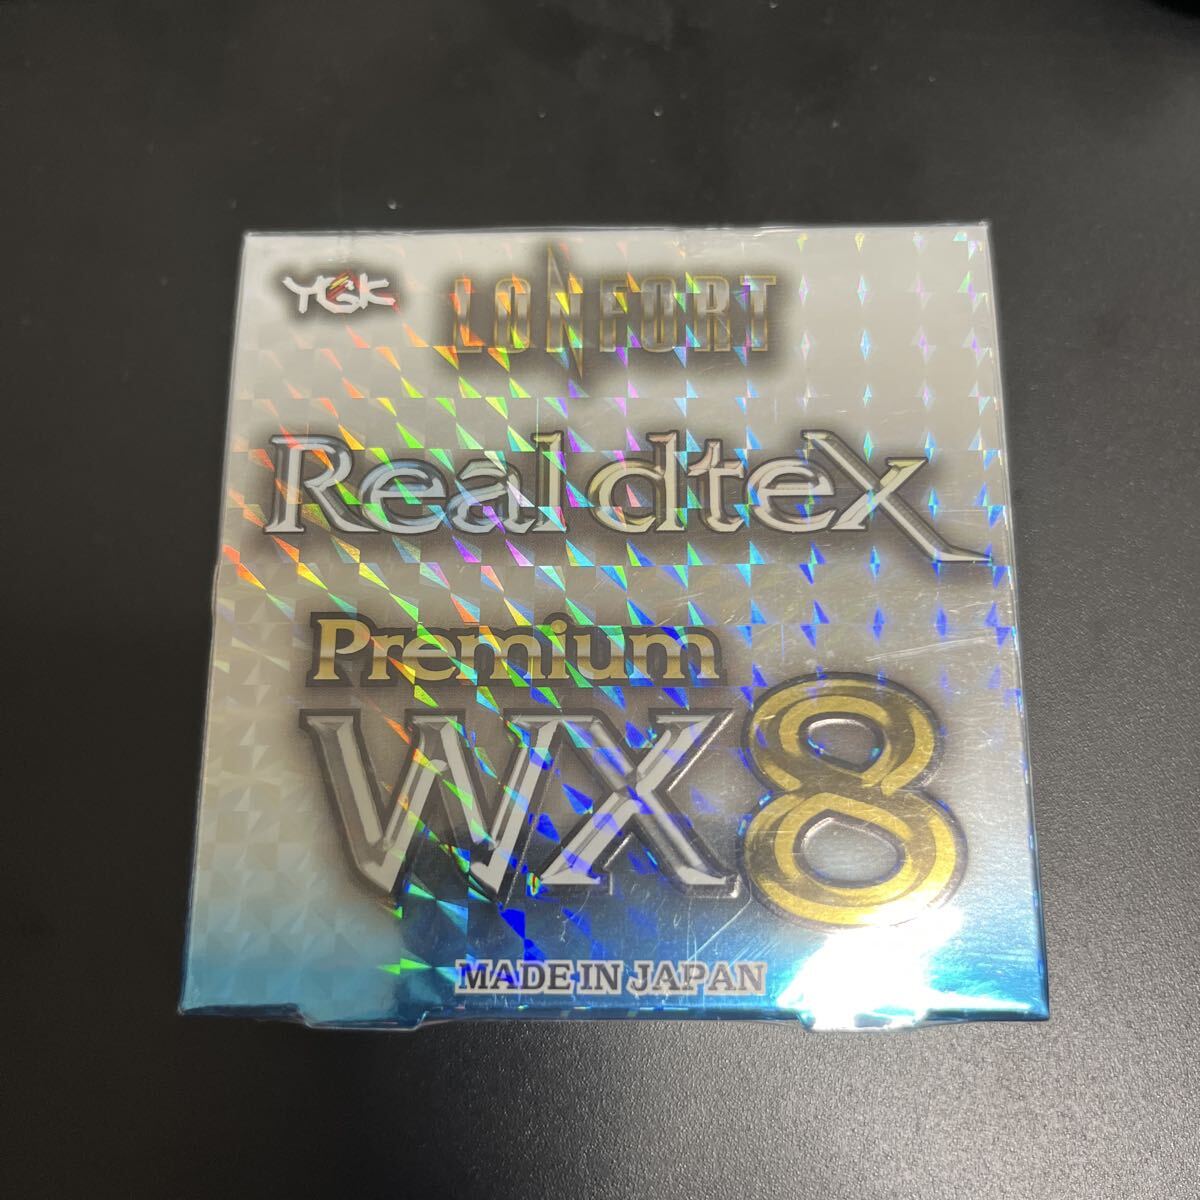 YGK
LONFORT
Real dtex
Premium
WX8
MADE IN JAPAN